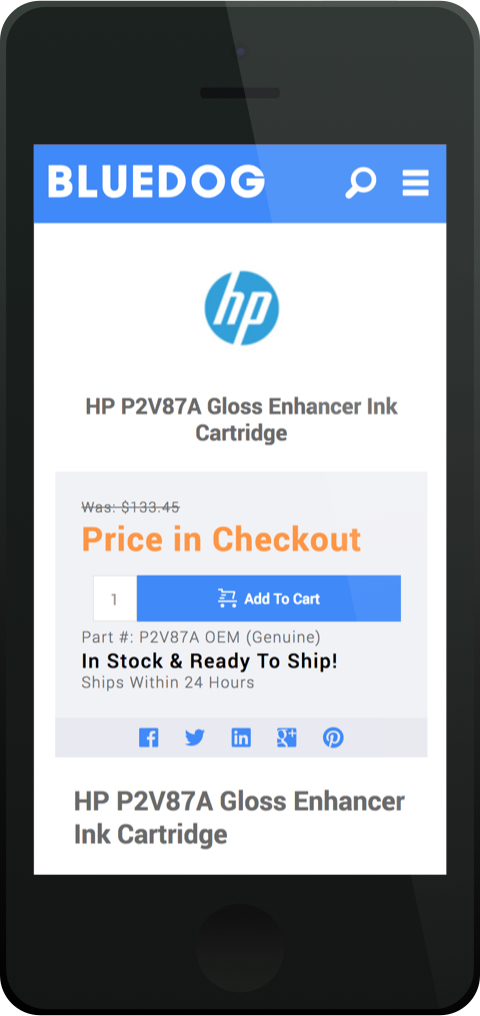 BLUEDOG
hp
HP P2V87A Gloss Enhancer Ink
Cartridge
Was: $133.45
Price in Checkout
1
Add To Cart
Part #: P2V87A OEM (Genuine)
In Stock & Ready To Ship!
Ships Within 24 Hours
HP P2V87A Gloss Enhancer
Ink Cartridge